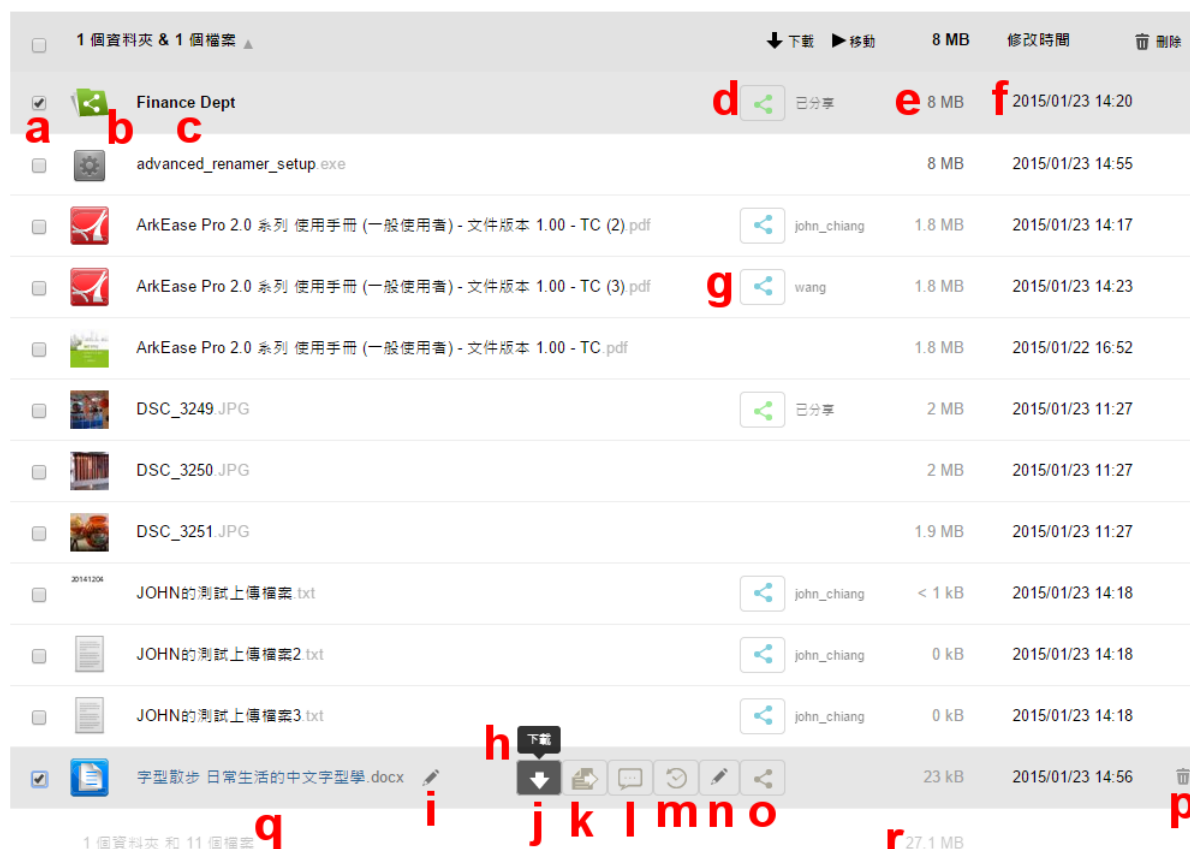 1 個資料夾 & 1 個檔案 ▲ 下載 移動 8 MB 修改時間 刪除
Finance Dept d 已分享 e 8 MB f 2015/01/23 14:20
a b c
advanced_renamer_setup.exe 8 MB 2015/01/23 14:55
ArkEase Pro 2.0 系列 使用手冊 (一般使用者) - 文件版本 1.00 - TC (2).pdf john_chiang 1.8 MB 2015/01/23 14:17
ArkEase Pro 2.0 系列 使用手冊 (一般使用者) - 文件版本 1.00 - TC (3).pdf g wang 1.8 MB 2015/01/23 14:23
ArkEase Pro 2.0 系列 使用手冊 (一般使用者) - 文件版本 1.00 - TC.pdf 1.8 MB 2015/01/22 16:52
DSC_3249.JPG 已分享 2 MB 2015/01/23 11:27
DSC_3250.JPG 2 MB 2015/01/23 11:27
DSC_3251.JPG 1.9 MB 2015/01/23 11:27
20141204 JOHN的測試上傳檔案.txt john_chiang < 1 kB 2015/01/23 14:18
JOHN的測試上傳檔案2.txt john_chiang 0 kB 2015/01/23 14:18
JOHN的測試上傳檔案3.txt john_chiang 0 kB 2015/01/23 14:18
h 下載
字型散步 日常生活的中文字型學.docx 23 kB 2015/01/23 14:56
i j k l m n o p
1 個資料夾 和 11 個檔案 q r 27.1 MB